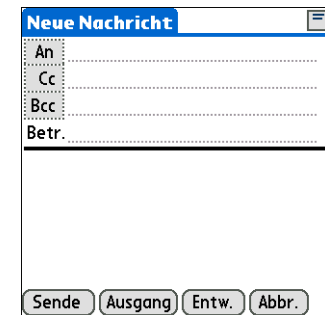 Neue Nachricht
An
Cc
Bcc
Betr.
Sende Ausgang Entw. Abbr.